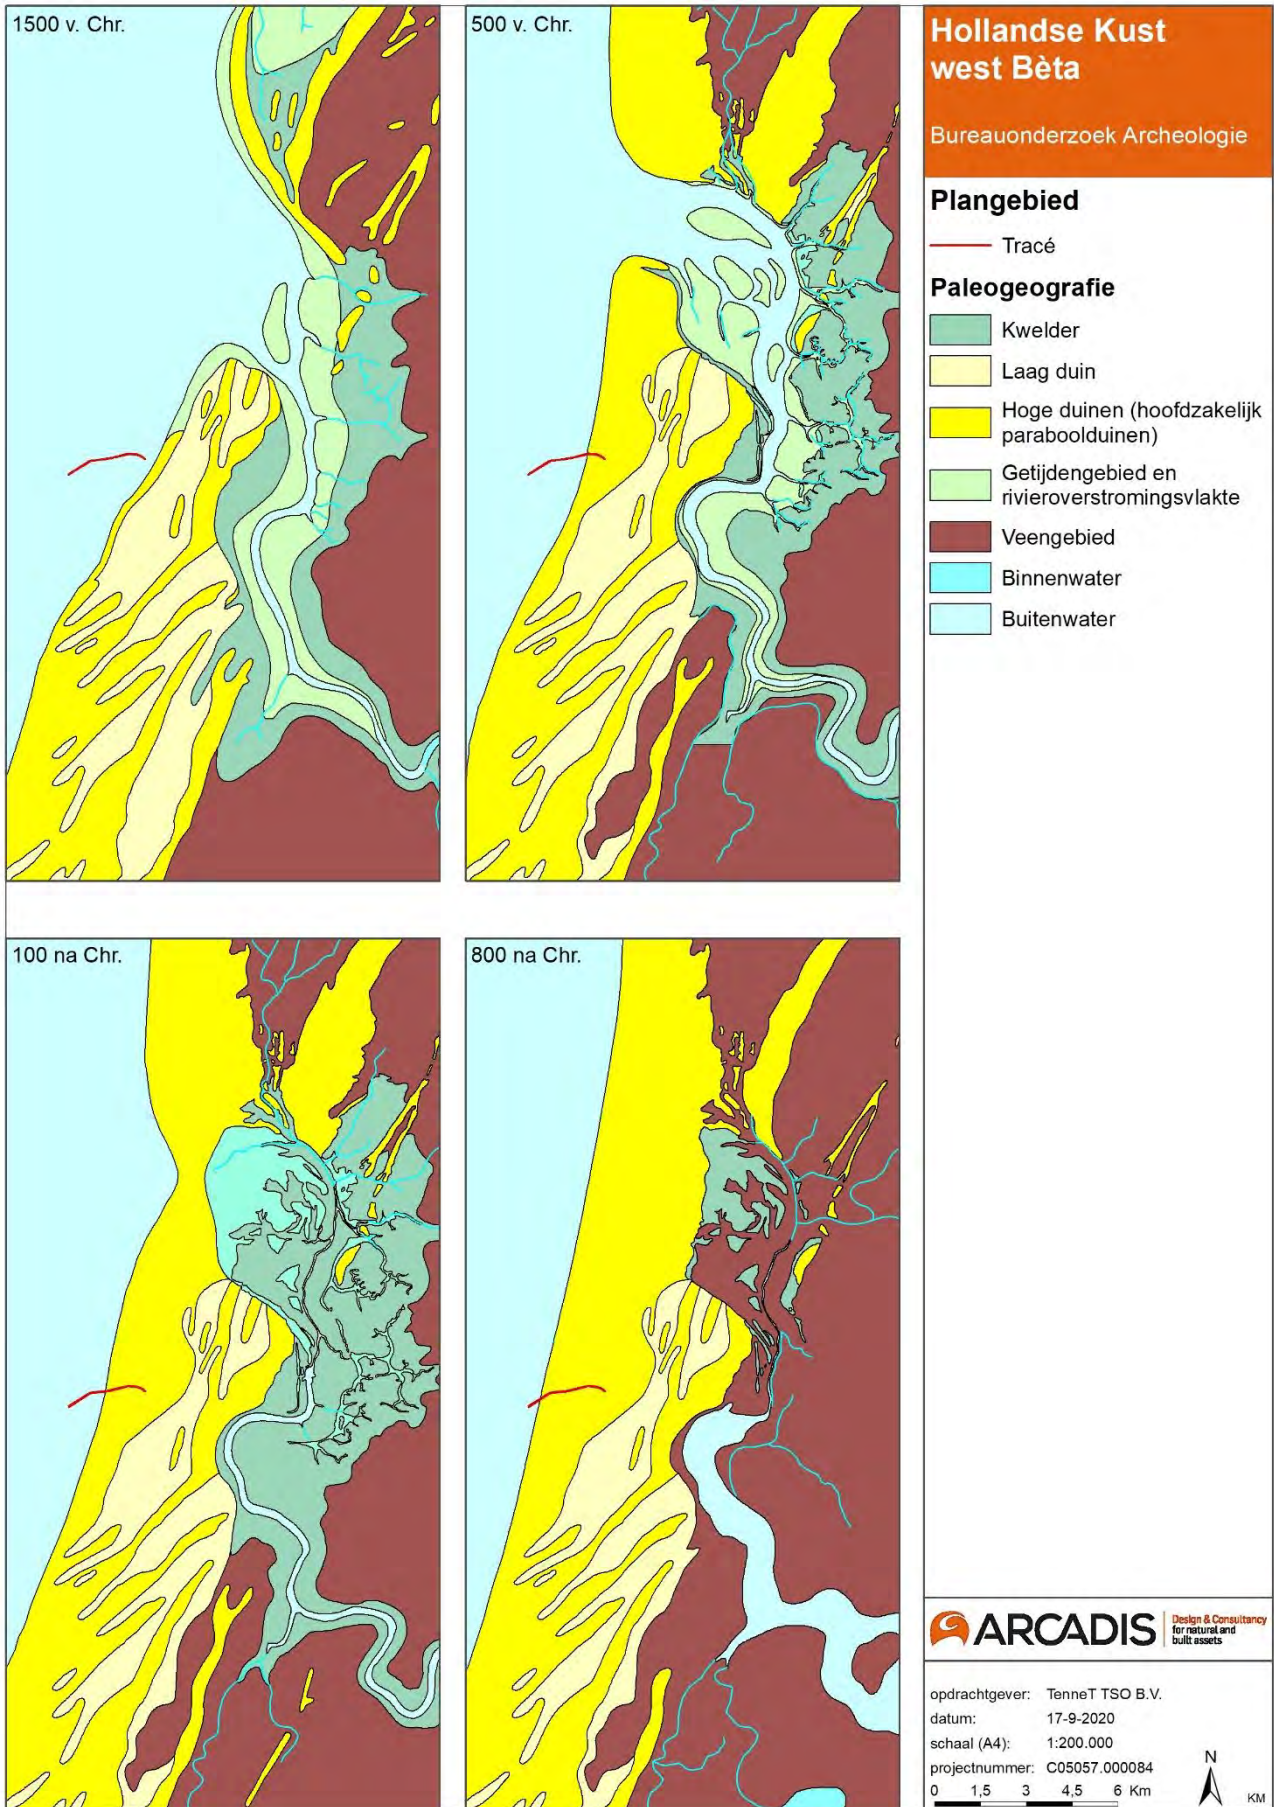 1500 v. Chr.
500 v. Chr.
100 na Chr.
800 na Chr.
Hollandse Kust
west Bèta
Bureauonderzoek Archeologie
Plangebied
Tracé
Paleogeografie
Kwelder
Laag duin
Hoge duinen (hoofdzakelijk
paraboolduinen)
Getijdengebied en
rivieroverstromingsvlakte
Veengebied
Binnenwater
Buitenwater
ARCADIS
Design & Consultancy
for natural and
built assets
opdrachtgever: TenneT TSO B.V.
datum: 17-9-2020
schaal (A4): 1:200.000
projectnummer: C05057.000084
0 1,5 3 4,5 6 Km
N
KM